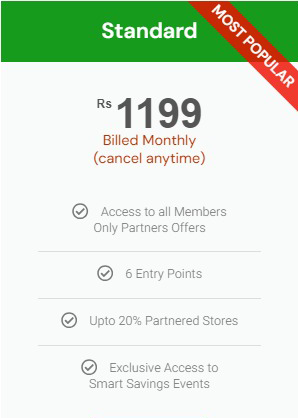 Standard
MOST POPULAR
Rs 1199
Billed Monthly
(cancel anytime)
Access to all Members
Only Partners Offers
6 Entry Points
Upto 20% Partnered Stores
Exclusive Access to
Smart Savings Events